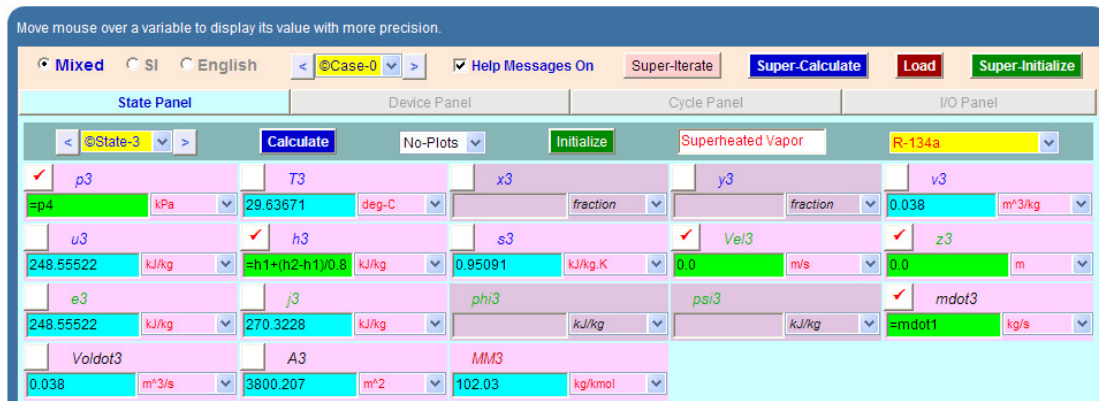 Move mouse over a variable to display its value with more precision.
Mixed SI English < ©Case-0 > Help Messages On Super-Iterate Super-Calculate Load Super-Initialize
State Panel Device Panel Cycle Panel I/O Panel
< ©State-3 > Calculate No-Plots Initialize Superheated Vapor R-134a
p3 T3 x3 y3 v3
=p4 kPa 29.63671 deg-C fraction fraction 0.038 m^3/kg
u3 h3 s3 Vel3 z3
248.55522 kJ/kg =h1+(h2-h1)/0.8 kJ/kg 0.95091 kJ/kg.K 0.0 m/s 0.0 m
e3 j3 phi3 psi3 mdot3
248.55522 kJ/kg 270.3228 kJ/kg kJ/kg kJ/kg =mdot1 kg/s
Voldot3 A3 MM3
0.038 m^3/s 3800.207 m^2 102.03 kg/kmol